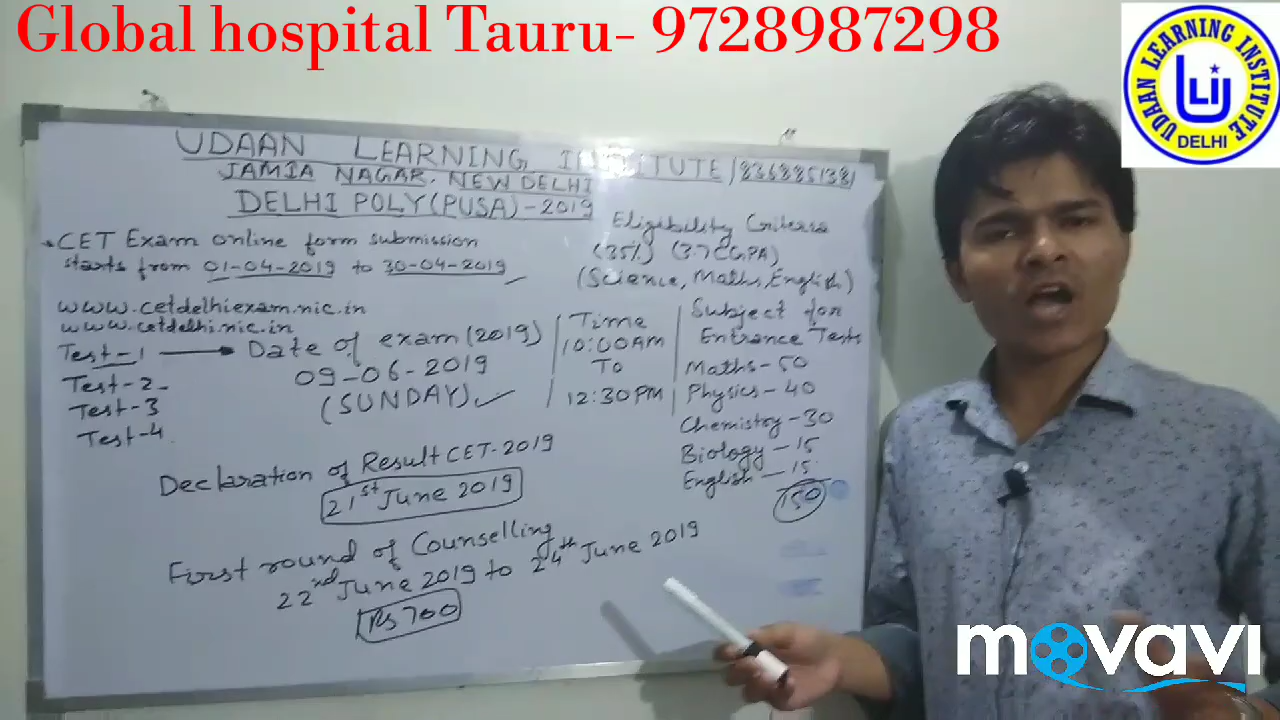 Global hospital Tauru- 9728987298
UDAAN LEARNING INSTITUTE
ULI
DELHI
UDAAN LEARNING INSTITUTE/8368851381
JAMIA NAGAR, NEW DELHI
DELHI POLY(PUSA)-2019
CET Exam online form submission
starts from 01-04-2019 to 30-04-2019
www.cetdelhiexam.nic.in
www.cetdelhi.nic.in
Test-1 Date of exam (2019)
Test-2 09-06-2019
Test-3 (SUNDAY)
Test-4
Eligibility Criteria
(35%) (3.7 CGPA)
(Science, Maths, English)
Time
10:00AM
To
12:30PM
Subject for
Entrance Tests
Maths-50
Physics-40
Chemistry-30
Biology-15
English-15
150
Declaration of Result CET-2019
21st June 2019
First round of Counselling
22nd June 2019 to 24th June 2019
Rs 700
movavi